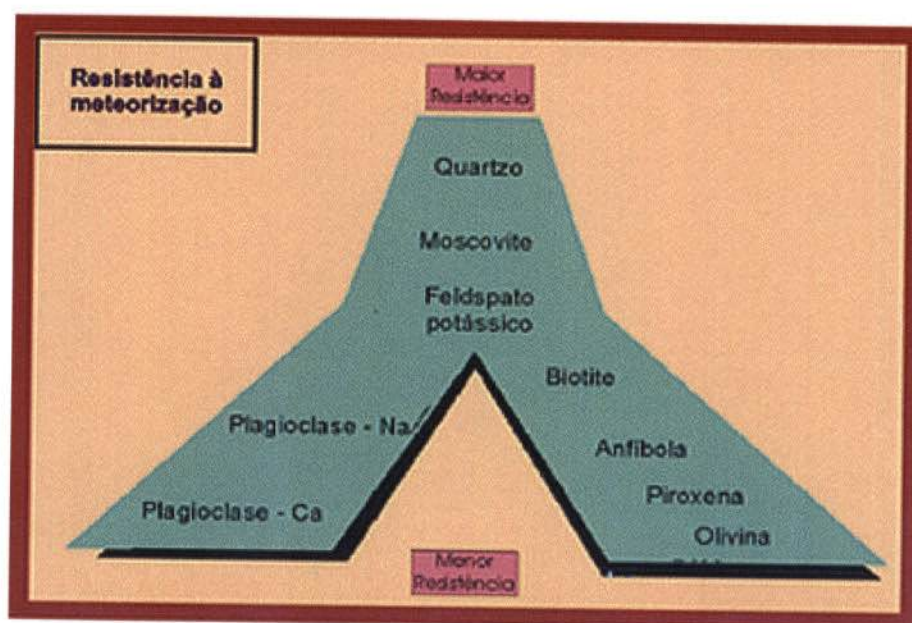 Resistência à
meteorização
Maior
Resistência
Quartzo
Moscovite
Feldspato
potássico
Biotite
Plagioclase - Na
Anfíbola
Piroxena
Plagioclase - Ca
Olivina
Menor
Resistência